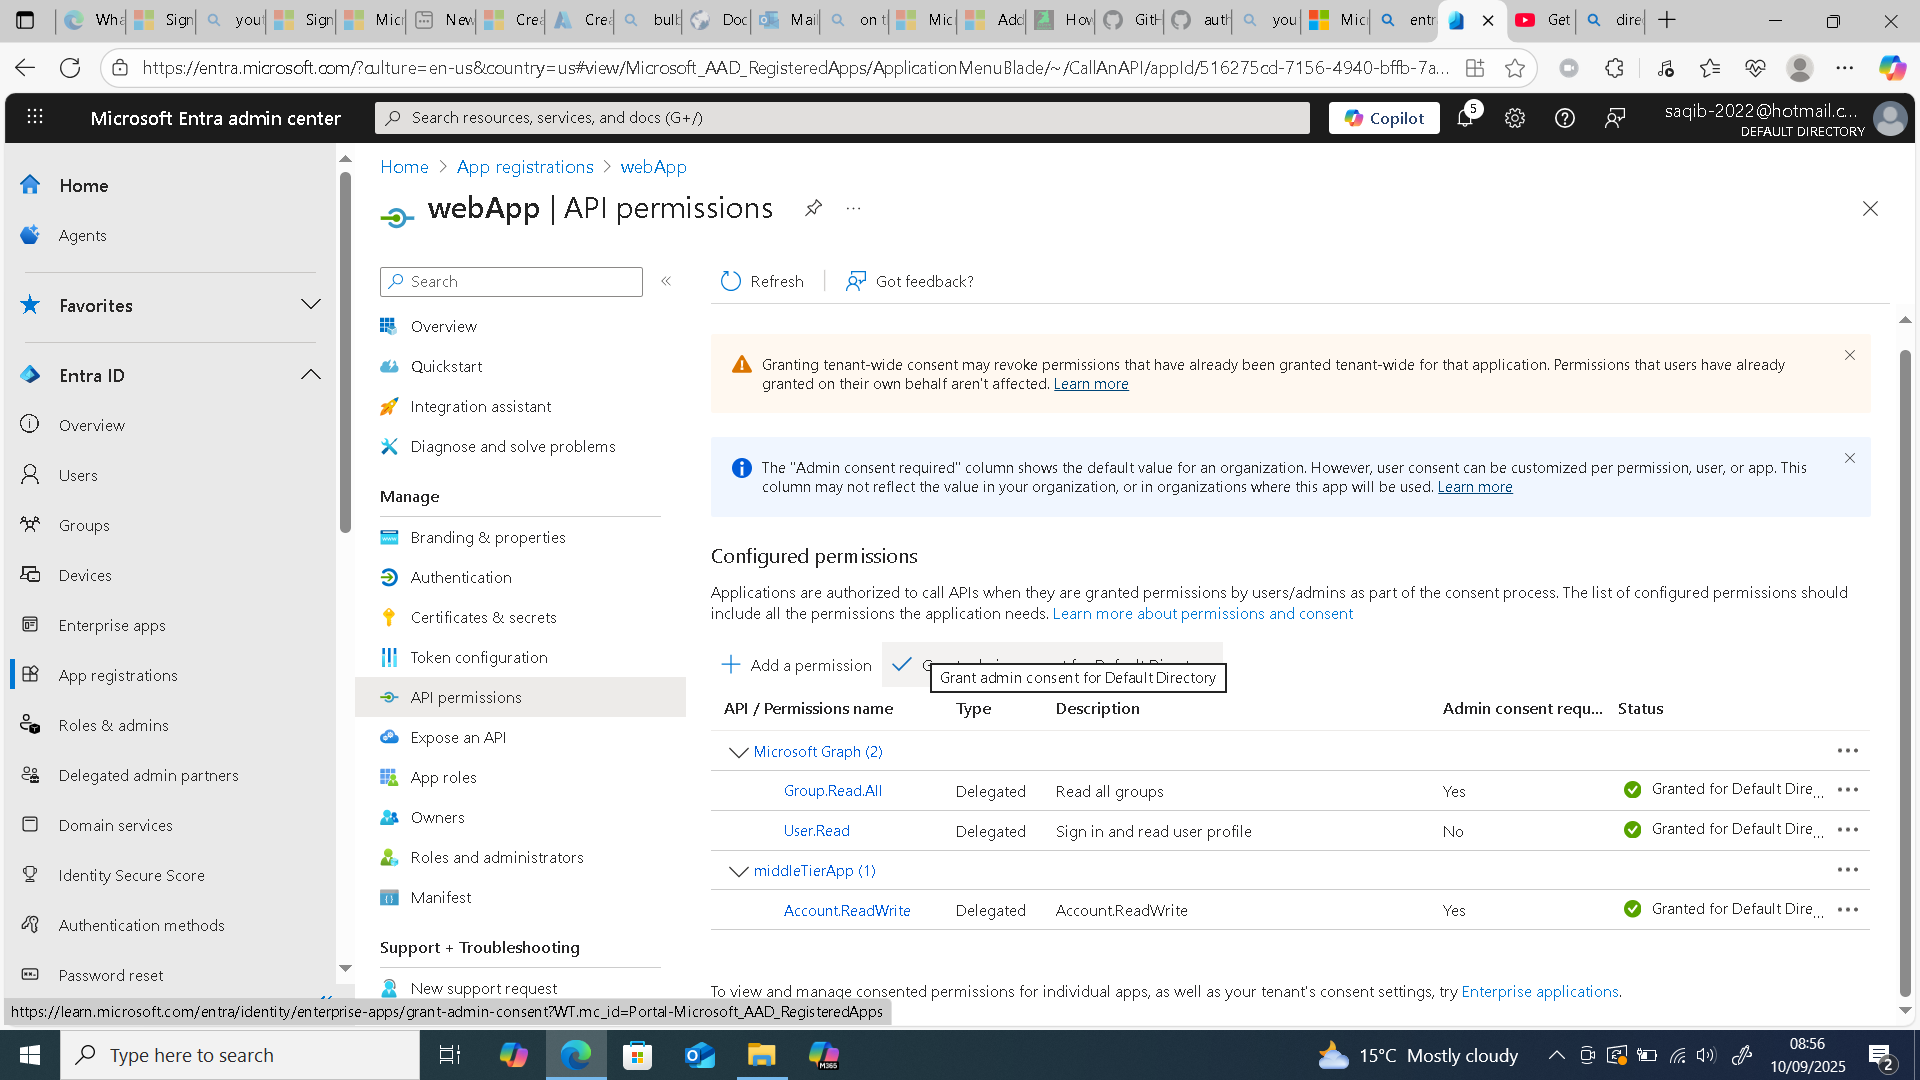 Wha
Sign
you
Sign
Micr
New
Crea
Crea
bulk
Doc
Mail
on t
Micr
Add
How
GitH
auth
you
Micr
entra
Get
dire
https://entra.microsoft.com/?culture=en-us&country=us#view/Microsoft_AAD_RegisteredApps/ApplicationMenuBlade/~/CallAnAPI/appId/516275cd-7156-4940-bffb-7a...
Microsoft Entra admin center
Search resources, services, and docs (G+/)
Copilot
5
saqib-2022@hotmail.c...
DEFAULT DIRECTORY
Home
Agents
Favorites
Entra ID
Overview
Users
Groups
Devices
Enterprise apps
App registrations
Roles & admins
Delegated admin partners
Domain services
Identity Secure Score
Authentication methods
Password reset
Home > App registrations > webApp
webApp | API permissions
Search
Overview
Quickstart
Integration assistant
Diagnose and solve problems
Manage
Branding & properties
Authentication
Certificates & secrets
Token configuration
API permissions
Expose an API
App roles
Owners
Roles and administrators
Manifest
Support + Troubleshooting
New support request
Refresh
Got feedback?
Granting tenant-wide consent may revoke permissions that have already been granted tenant-wide for that application. Permissions that users have already
granted on their own behalf aren't affected. Learn more
The "Admin consent required" column shows the default value for an organization. However, user consent can be customized per permission, user, or app. This
column may not reflect the value in your organization, or in organizations where this app will be used. Learn more
Configured permissions
Applications are authorized to call APIs when they are granted permissions by users/admins as part of the consent process. The list of configured permissions should
include all the permissions the application needs. Learn more about permissions and consent
Add a permission
Grant admin consent for Default Directory
API / Permissions name Type Description Admin consent requ... Status
Microsoft Graph (2)
Group.Read.All Delegated Read all groups Yes Granted for Default Dire...
User.Read Delegated Sign in and read user profile No Granted for Default Dire...
middleTierApp (1)
Account.ReadWrite Delegated Account.ReadWrite Yes Granted for Default Dire...
To view and manage consented permissions for individual apps, as well as your tenant's consent settings, try Enterprise applications.
https://learn.microsoft.com/entra/identity/enterprise-apps/grant-admin-consent?WT.mc_id=Portal-Microsoft_AAD_RegisteredApps
Type here to search
M365
15°C Mostly cloudy
08:56
10/09/2025
2